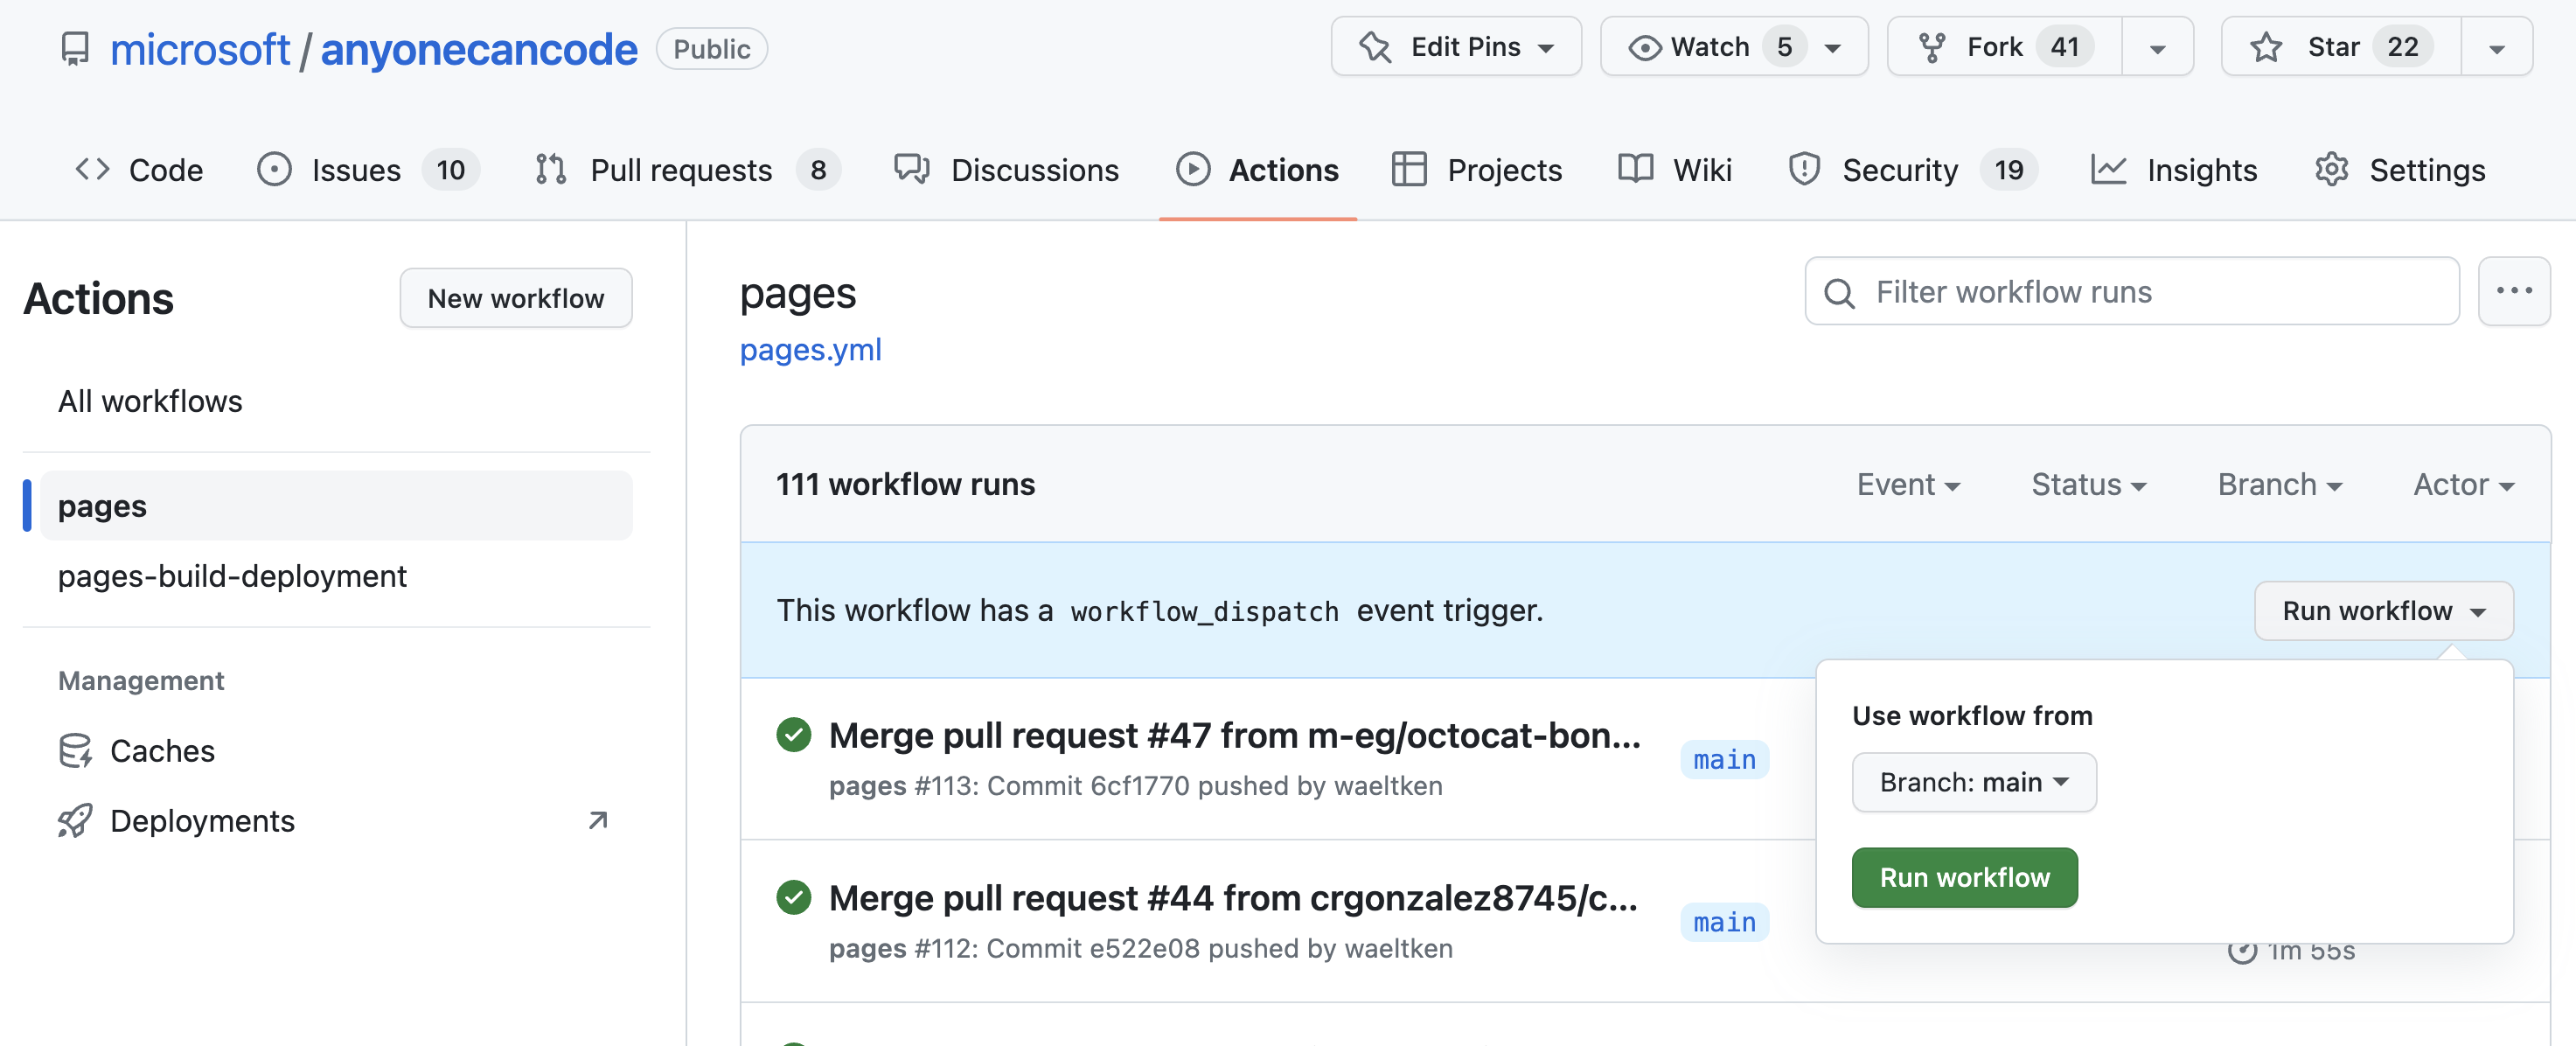 microsoft / anyonecancode Public Edit Pins Watch 5 Fork 41 Star 22
Code Issues 10 Pull requests 8 Discussions Actions Projects Wiki Security 19 Insights Settings
Actions New workflow
All workflows
pages
pages-build-deployment
Management
Caches
Deployments
pages
pages.yml
Filter workflow runs
111 workflow runs Event Status Branch Actor
This workflow has a workflow_dispatch event trigger. Run workflow
Merge pull request #47 from m-eg/octocat-bon...
pages #113: Commit 6cf1770 pushed by waeltken
main
Merge pull request #44 from crgonzalez8745/c...
pages #112: Commit e522e08 pushed by waeltken
main
Use workflow from
Branch: main
Run workflow
1m 55s